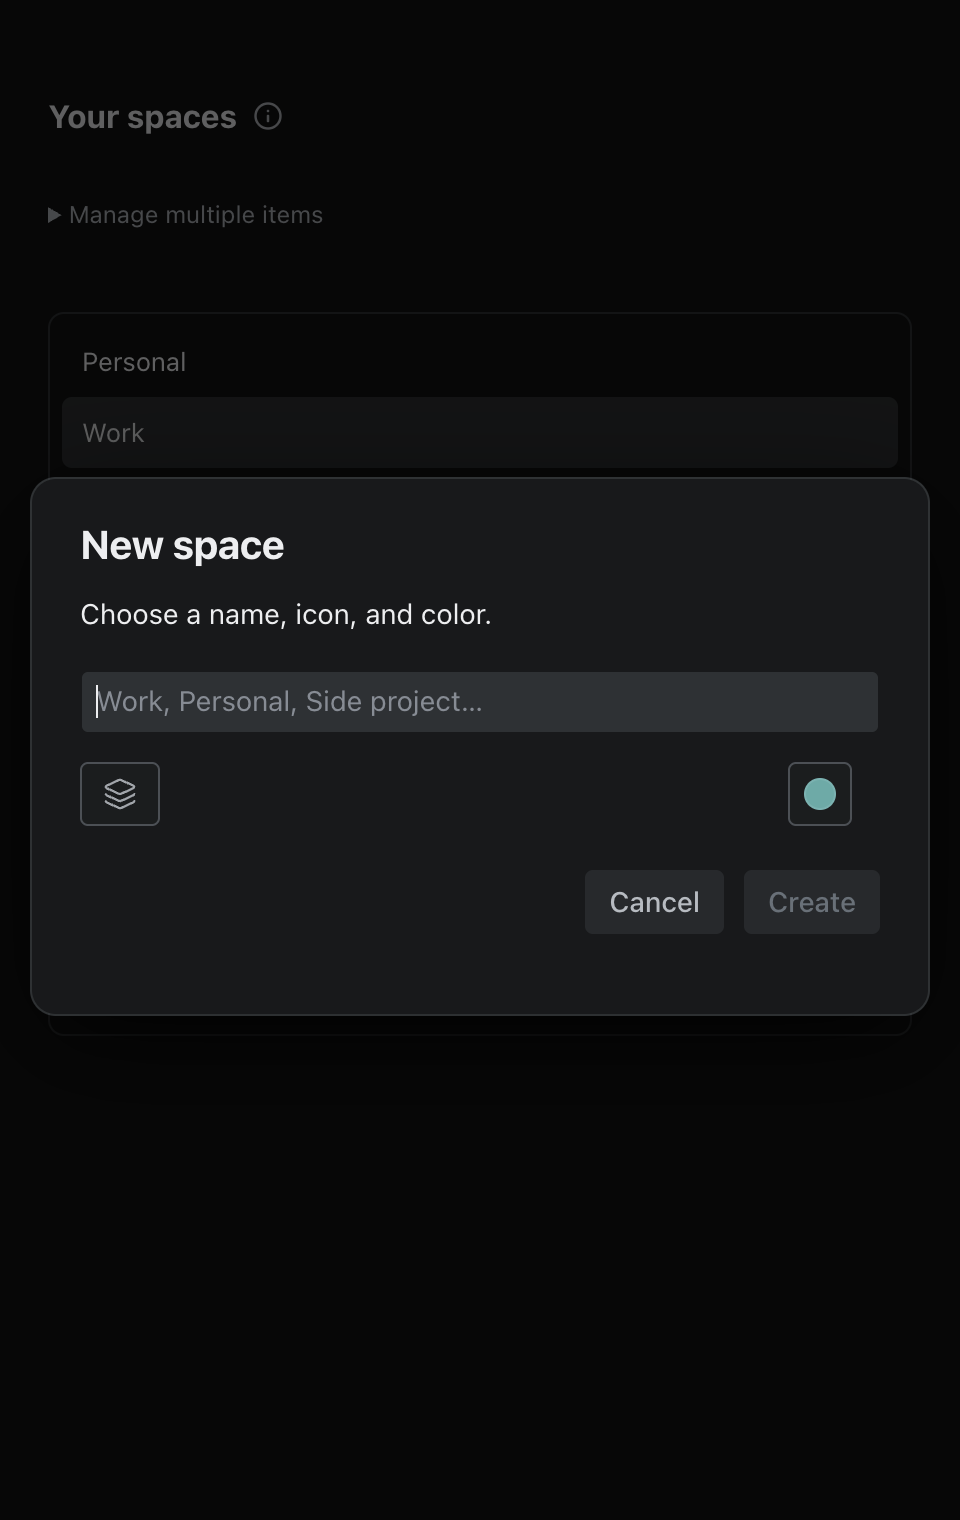 Your spaces
Manage multiple items
Personal
Work
New space
Choose a name, icon, and color.
Work, Personal, Side project...
Cancel
Create